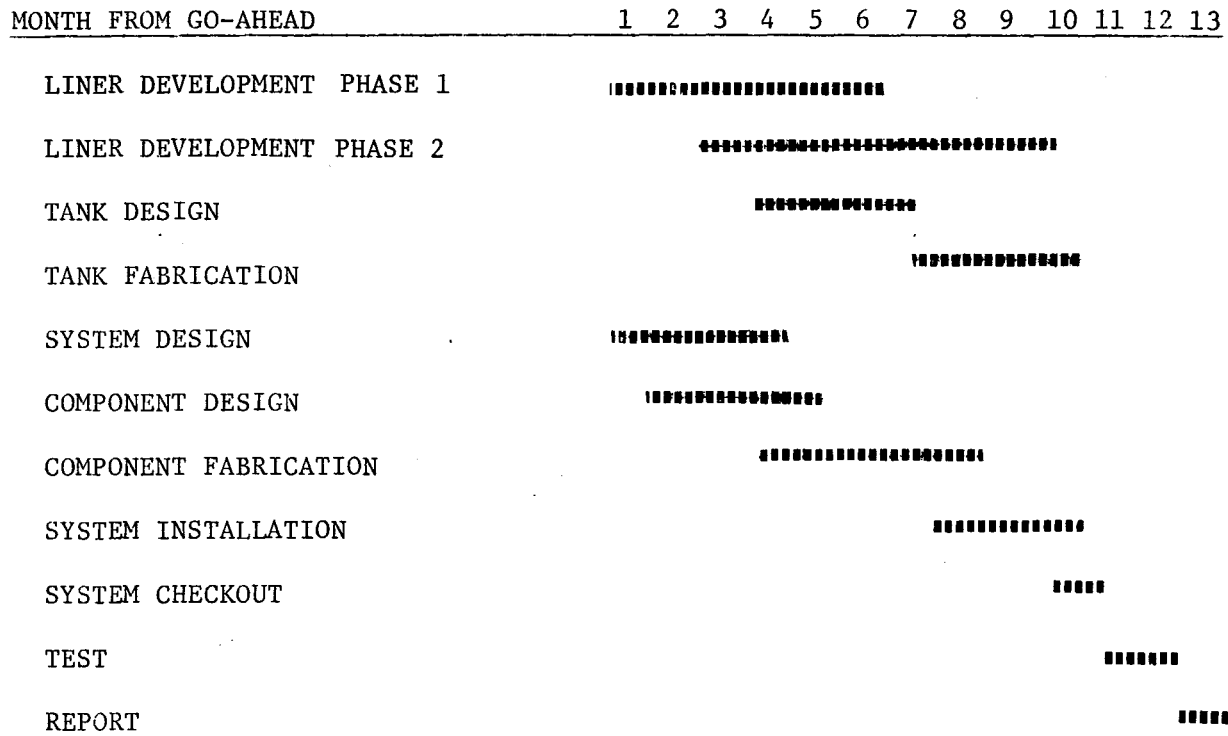 MONTH FROM GO-AHEAD 1 2 3 4 5 6 7 8 9 10 11 12 13
LINER DEVELOPMENT PHASE 1
LINER DEVELOPMENT PHASE 2
TANK DESIGN
TANK FABRICATION
SYSTEM DESIGN
COMPONENT DESIGN
COMPONENT FABRICATION
SYSTEM INSTALLATION
SYSTEM CHECKOUT
TEST
REPORT